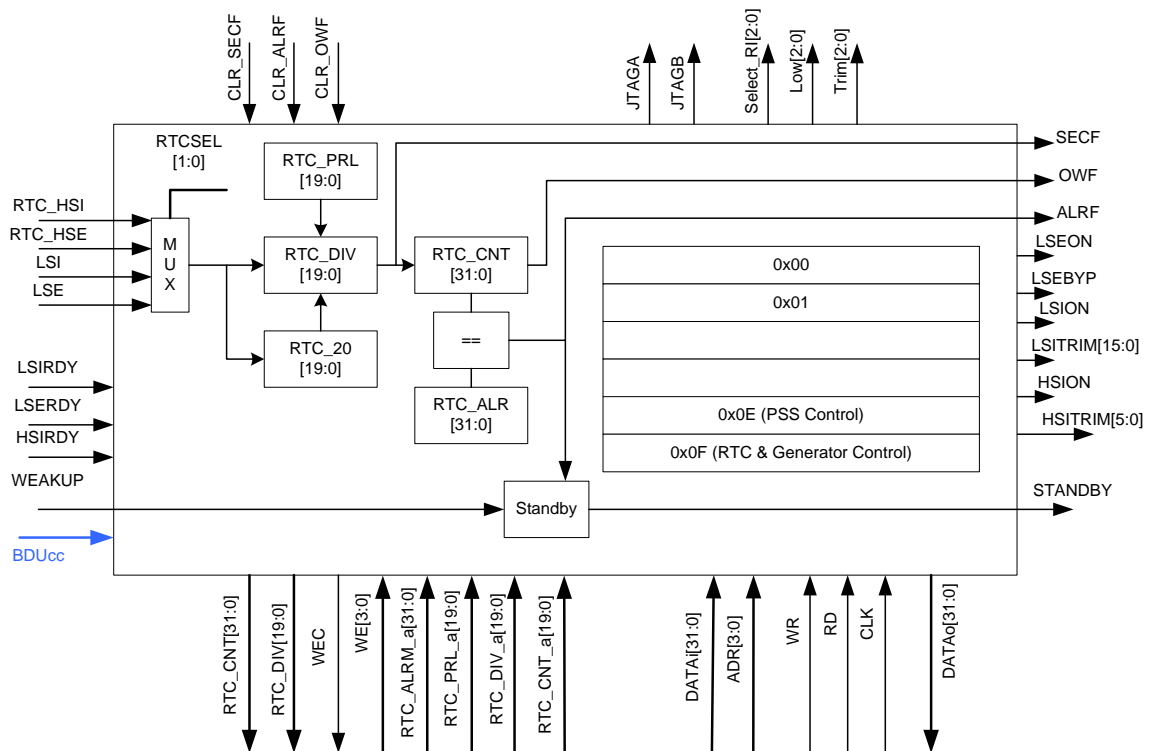 CLR_SECF
CLR_ALRF
CLR_OWF
JTAGA
JTAGB
Select_RI[2:0]
Low[2:0]
Trim[2:0]
RTCSEL
[1:0]
RTC_HSI
RTC_HSE
LSI
LSE
M
U
X
RTC_PRL
[19:0]
RTC_DIV
[19:0]
RTC_20
[19:0]
RTC_CNT
[31:0]
==
RTC_ALR
[31:0]
0x00
0x01
0x0E (PSS Control)
0x0F (RTC & Generator Control)
Standby
SECF
OWF
ALRF
LSEON
LSEBYP
LSION
LSITRIM[15:0]
HSION
HSITRIM[5:0]
STANDBY
LSIRDY
LSERDY
HSIRDY
WEAKUP
BDUcc
RTC_CNT[31:0]
RTC_DIV[19:0]
WEC
WE[3:0]
RTC_ALRM_a[31:0]
RTC_PRL_a[19:0]
RTC_DIV_a[19:0]
RTC_CNT_a[19:0]
DATAi[31:0]
ADR[3:0]
WR
RD
CLK
DATAo[31:0]